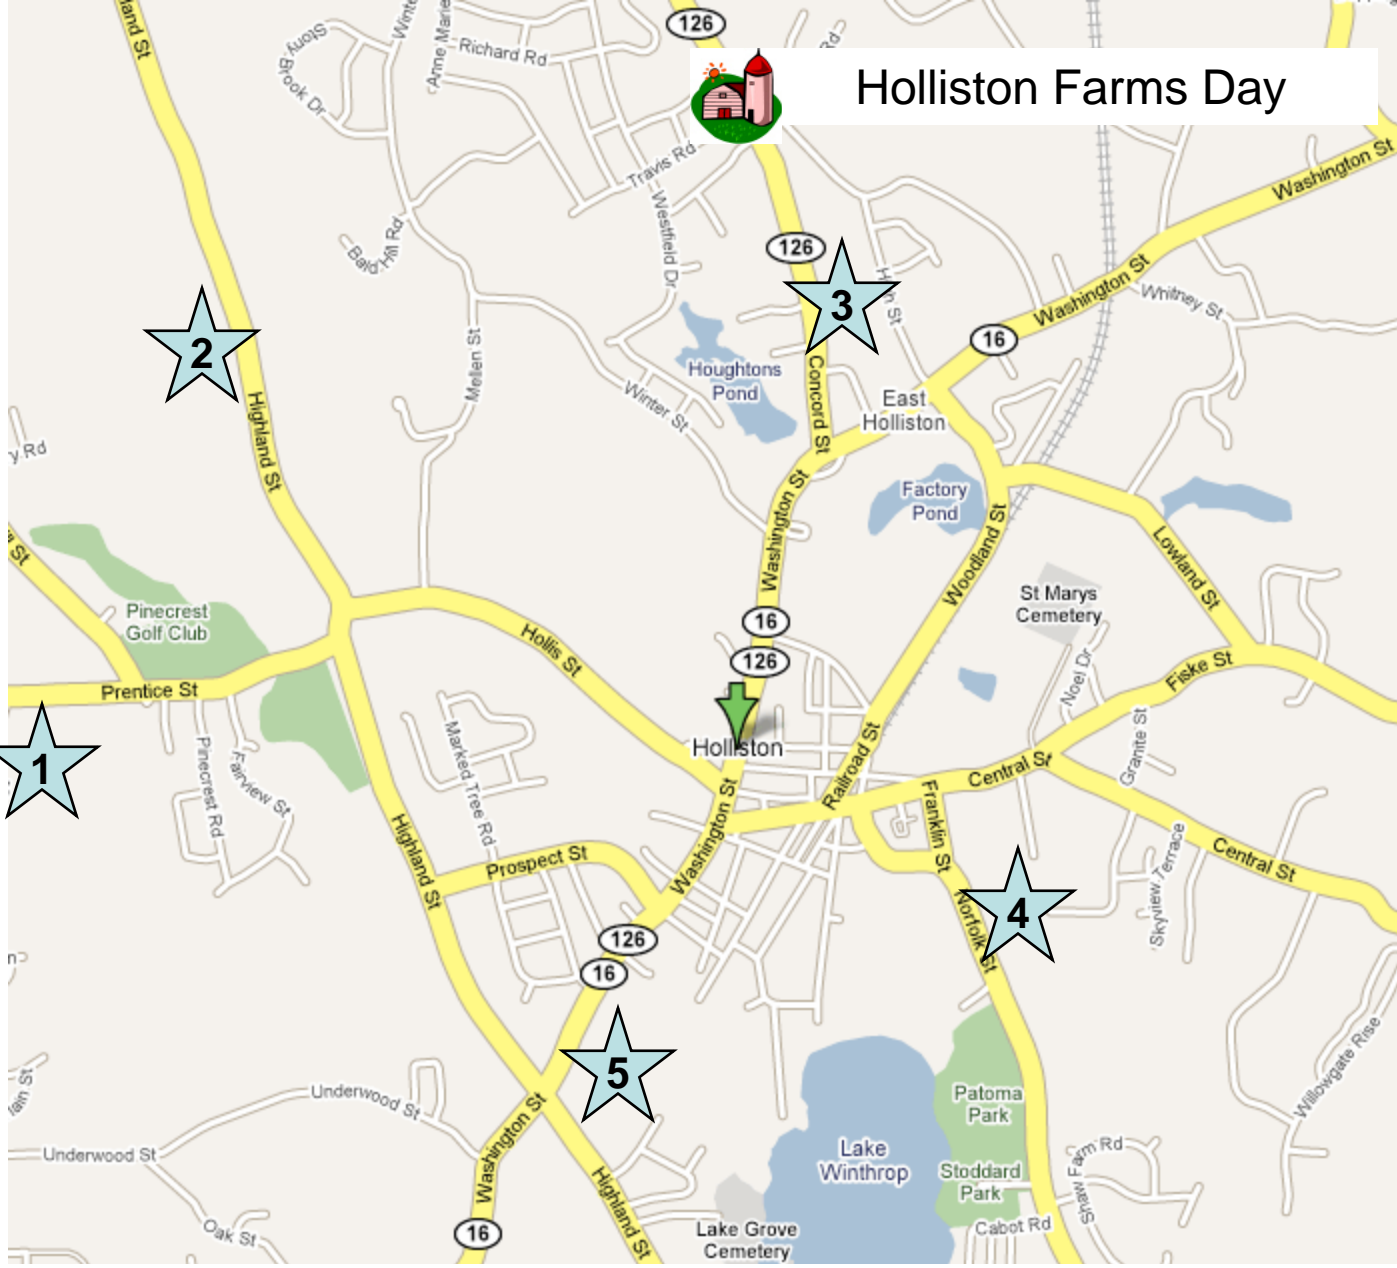 126
Holliston Farms Day
Richard Rd
Anne Marie
Stony Brook Dr
Travis Rd
Westfield Dr
Bald Hill Rd
126
Washington St
Washington St
Whitney St
3
16
2
Houghtons
Pond
Concord St
East
Holliston
Mellen St
Winter St
Highland St
Factory
Pond
Washington St
Woodland St
Lowland St
St Marys
Cemetery
Pinecrest
Golf Club
16
126
Hollis St
Prentice St
Noel Dr
Fiske St
Granite St
1
Pinecrest Rd
Fairview St
Marked Tree Rd
Holliston
Railroad St
Central St
Franklin St
Washington St
Highland St
Prospect St
Central St
Skyview Terrace
4
Norfolk St
126
16
5
Underwood St
Underwood St
Washington St
Patoma
Park
Willowgate Rise
Lake
Winthrop
Stoddard
Park
Shaw Farm Rd
Cabot Rd
Highland St
Oak St
16
Lake Grove
Cemetery